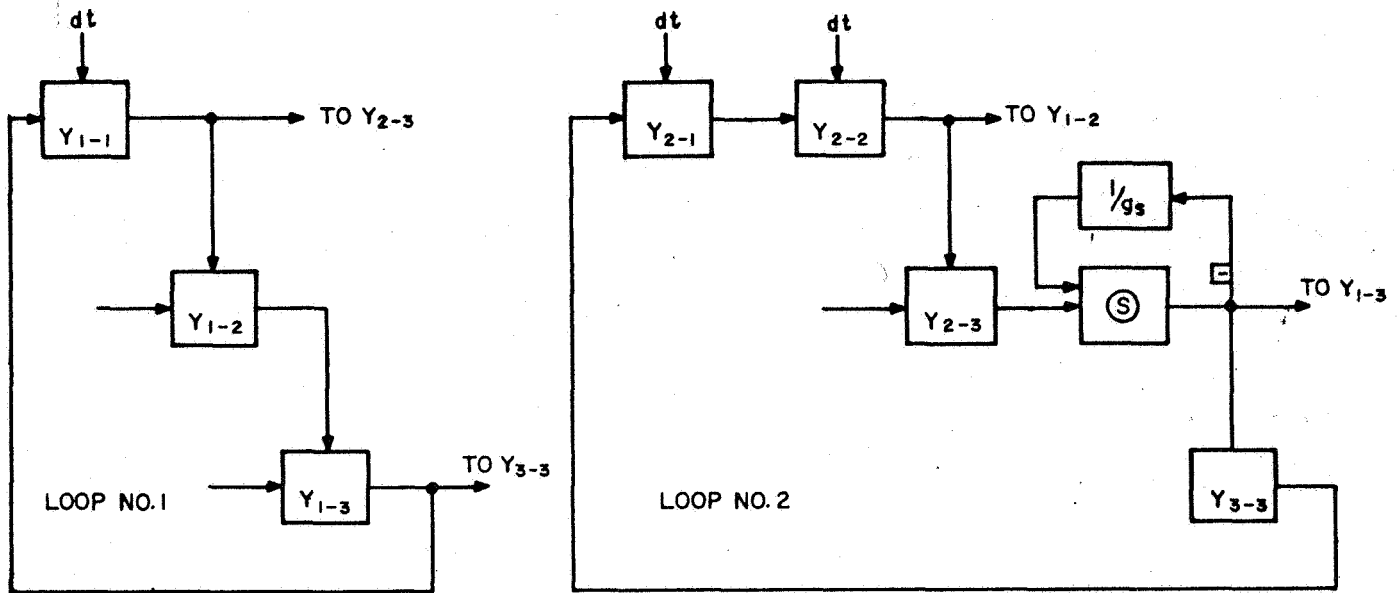 dt
Y1-1
TO Y2-3
Y1-2
TO Y3-3
Y1-3
LOOP NO.1
dt
dt
Y2-1
Y2-2
TO Y1-2
1/gs
Y2-3
S
-
TO Y1-3
LOOP NO.2
Y3-3